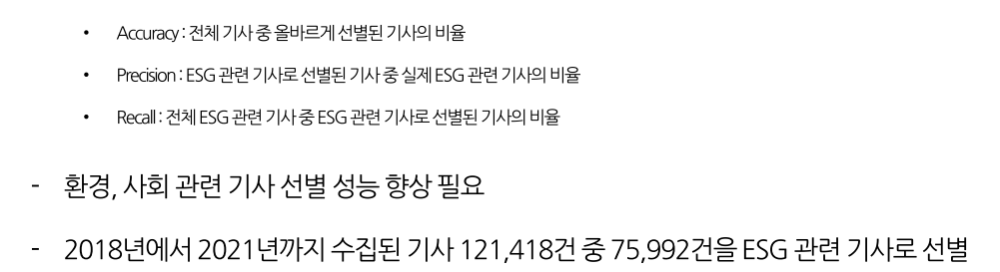 • Accuracy : 전체 기사 중 올바르게 선별된 기사의 비율
• Precision : ESG 관련 기사로 선별된 기사 중 실제 ESG 관련 기사의 비율
• Recall : 전체 ESG 관련 기사 중 ESG 관련 기사로 선별된 기사의 비율
- 환경, 사회 관련 기사 선별 성능 향상 필요
- 2018년에서 2021년까지 수집된 기사 121,418건 중 75,992건을 ESG 관련 기사로 선별